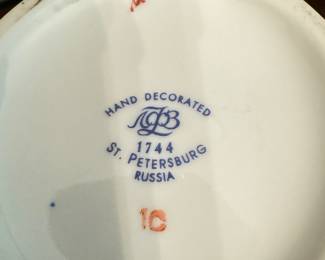 HAND DECORATED
ЛФЗ
1744
ST. PETERSBURG
RUSSIA
1C